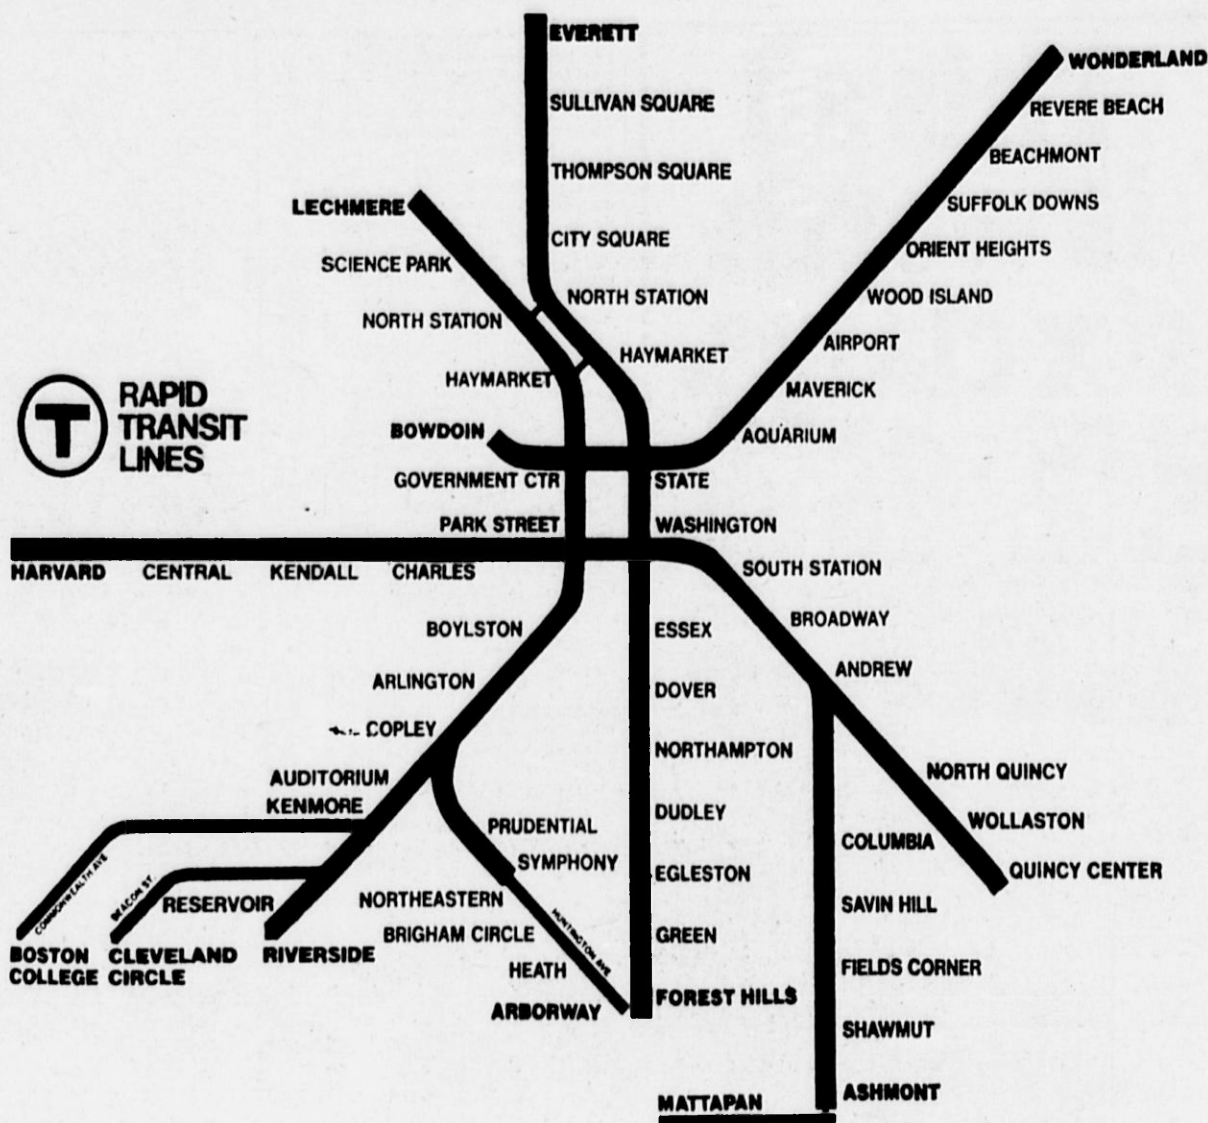 EVERETT
WONDERLAND
SULLIVAN SQUARE
REVERE BEACH
BEACHMONT
THOMPSON SQUARE
LECHMERE
SUFFOLK DOWNS
CITY SQUARE
ORIENT HEIGHTS
SCIENCE PARK
NORTH STATION
WOOD ISLAND
NORTH STATION
AIRPORT
HAYMARKET
HAYMARKET
MAVERICK
T
RAPID
TRANSIT
LINES
BOWDOIN
AQUARIUM
GOVERNMENT CTR
STATE
PARK STREET
WASHINGTON
HARVARD
CENTRAL
KENDALL
CHARLES
SOUTH STATION
BOYLSTON
ESSEX
BROADWAY
ARLINGTON
DOVER
ANDREW
COPLEY
NORTHAMPTON
AUDITORIUM
NORTH QUINCY
KENMORE
PRUDENTIAL
DUDLEY
WOLLASTON
COLUMBIA
SYMPHONY
EGLESTON
QUINCY CENTER
COMMONWEALTH AVE
BEACON ST.
RESERVOIR
NORTHEASTERN
SAVIN HILL
BRIGHAM CIRCLE
HUNTINGTON AVE
GREEN
BOSTON
COLLEGE
CLEVELAND
CIRCLE
RIVERSIDE
HEATH
FIELDS CORNER
ARBORWAY
FOREST HILLS
SHAWMUT
ASHMONT
MATTAPAN